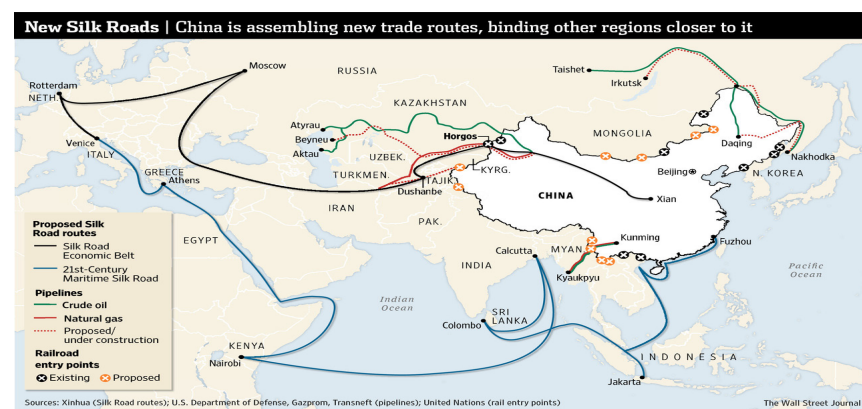 New Silk Roads | China is assembling new trade routes, binding other regions closer to it
Moscow
RUSSIA
Taishet
Irkutsk
Rotterdam
NETH.
KAZAKHSTAN
Atyrau
Beyneu
Aktau
Horgos
MONGOLIA
Daqing
Nakhodka
Venice
ITALY
UZBEK.
KYRG.
Beijing
N. KOREA
GREECE
Athens
TURKMEN.
TAJIK.
Dushanbe
CHINA
Xian
IRAN
PAK.
Proposed Silk
Road routes
Silk Road
Economic Belt
21st-Century
Maritime Silk Road
Pipelines
Crude oil
Natural gas
Proposed/
under construction
Railroad
entry points
Existing
Proposed
EGYPT
Calcutta
MYAN.
Kunming
Fuzhou
INDIA
Kyaukpyu
Pacific
Ocean
Indian
Ocean
SRI
LANKA
Colombo
KENYA
Nairobi
INDONESIA
Jakarta
Sources: Xinhua (Silk Road routes); U.S. Department of Defense, Gazprom, Transneft (pipelines); United Nations (rail entry points)
The Wall Street Journal